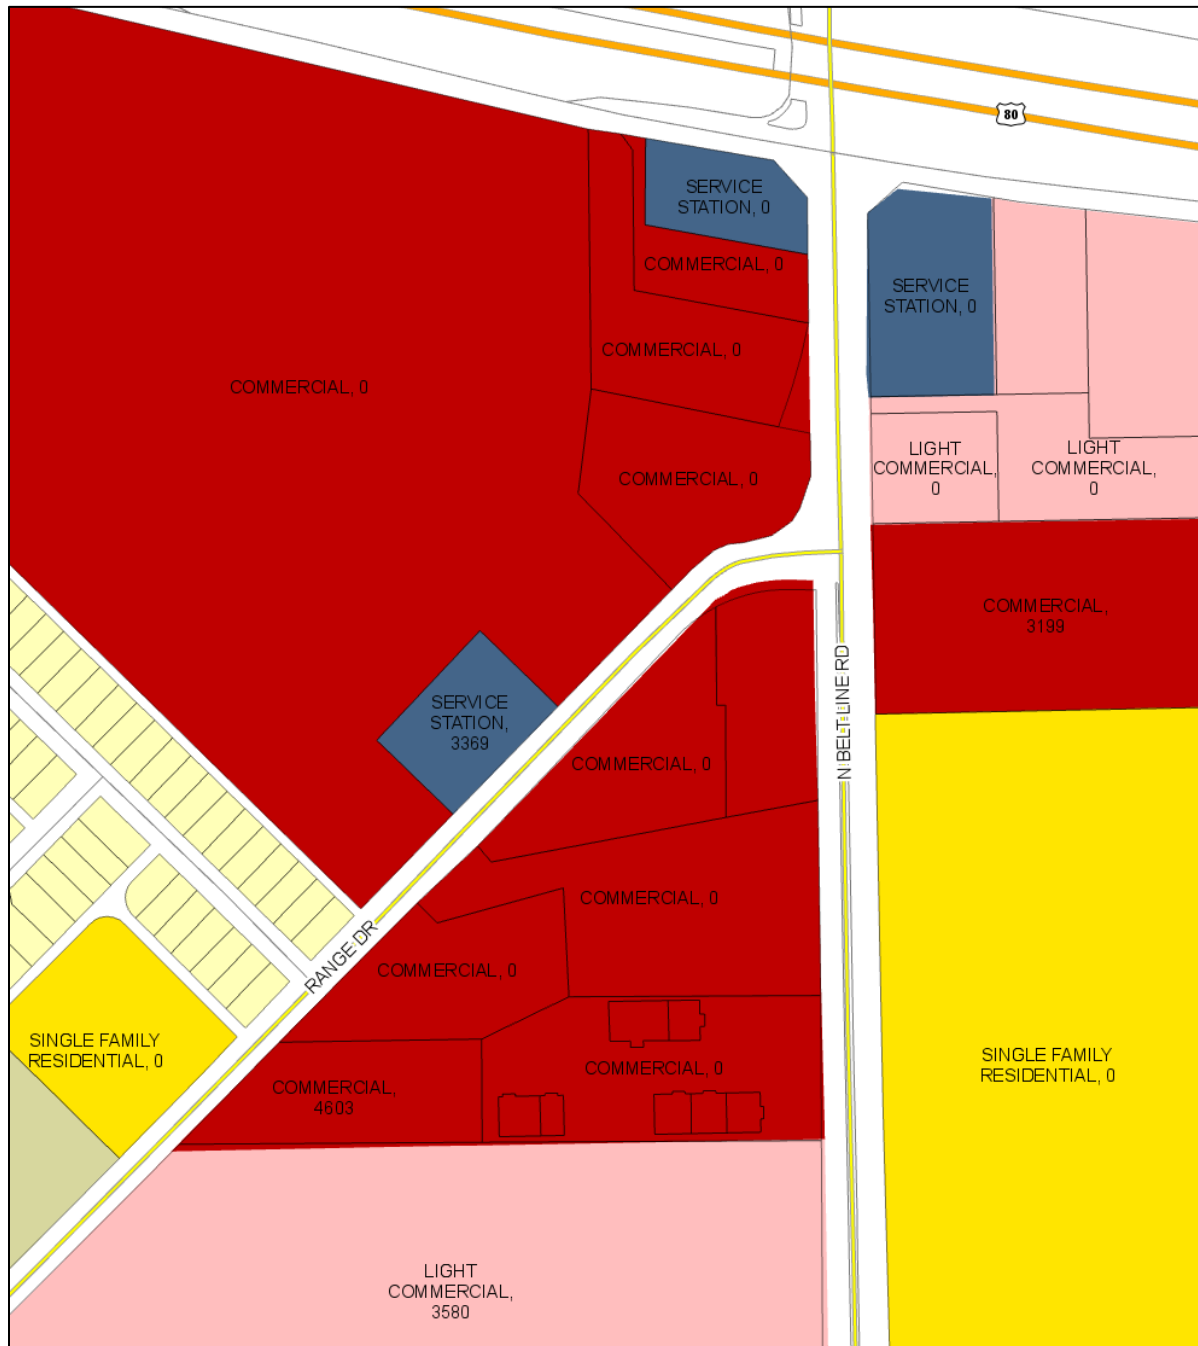 80
SERVICE
STATION, 0
COMMERCIAL, 0
SERVICE
STATION, 0
COMMERCIAL, 0
COMMERCIAL, 0
LIGHT
COMMERCIAL,
0
LIGHT
COMMERCIAL,
0
COMMERCIAL, 0
COMMERCIAL,
3199
SERVICE
STATION,
3369
N BELT LINE RD
COMMERCIAL, 0
COMMERCIAL, 0
RANGE DR
COMMERCIAL, 0
SINGLE FAMILY
RESIDENTIAL, 0
COMMERCIAL, 0
SINGLE FAMILY
RESIDENTIAL, 0
COMMERCIAL,
4603
LIGHT
COMMERCIAL,
3580